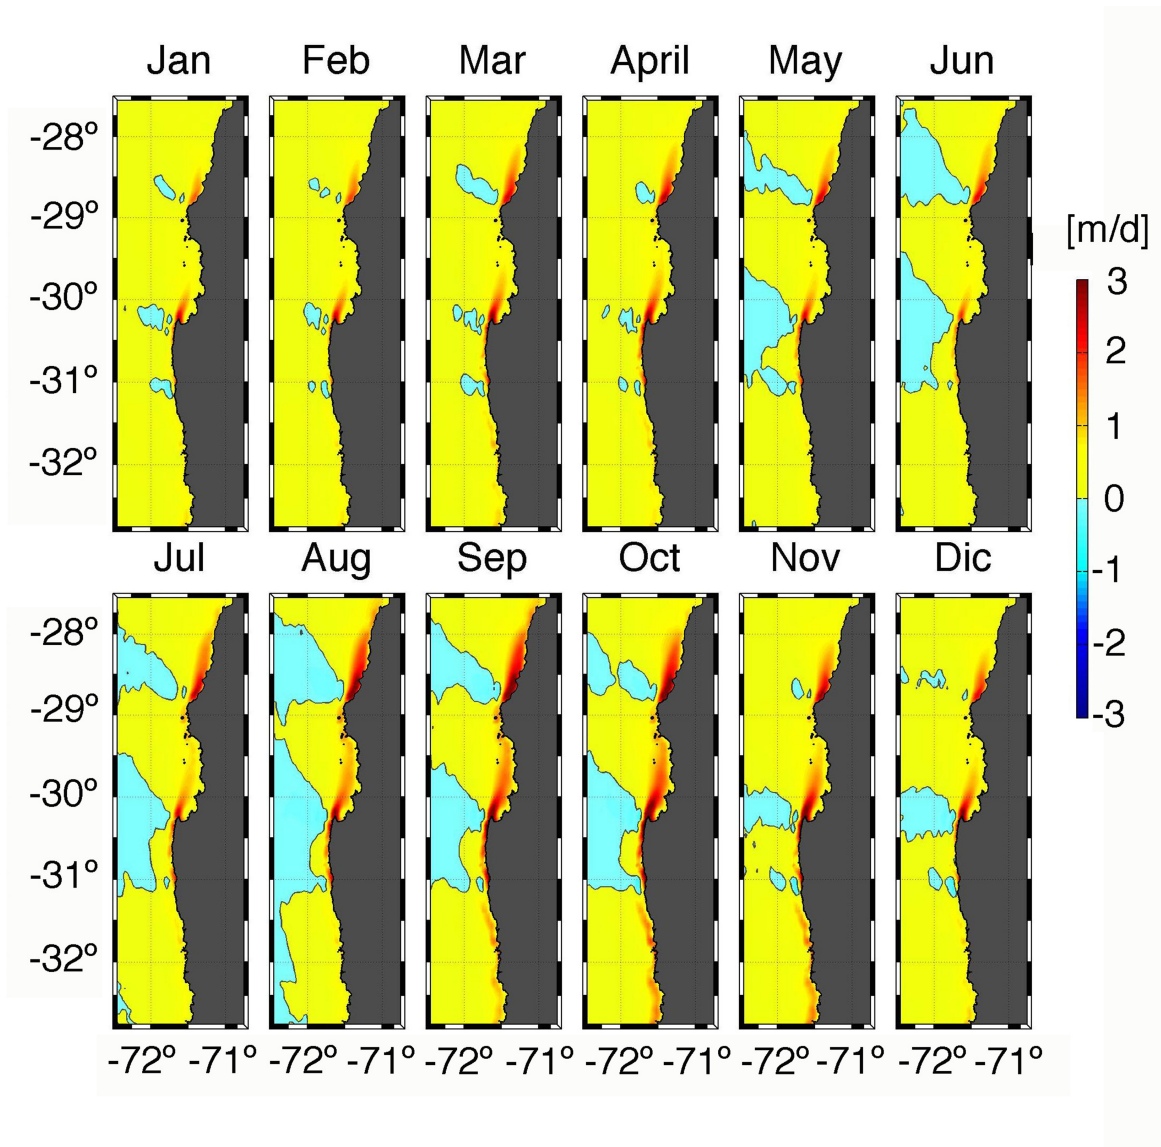 Jan Feb Mar April May Jun
-28º
-29º
-30º
-31º
-32º
[m/d]
3
2
1
0
-1
-2
-3
Jul Aug Sep Oct Nov Dic
-28º
-29º
-30º
-31º
-32º
-72º -71º -72º -71º -72º -71º -72º -71º -72º -71º -72º -71º